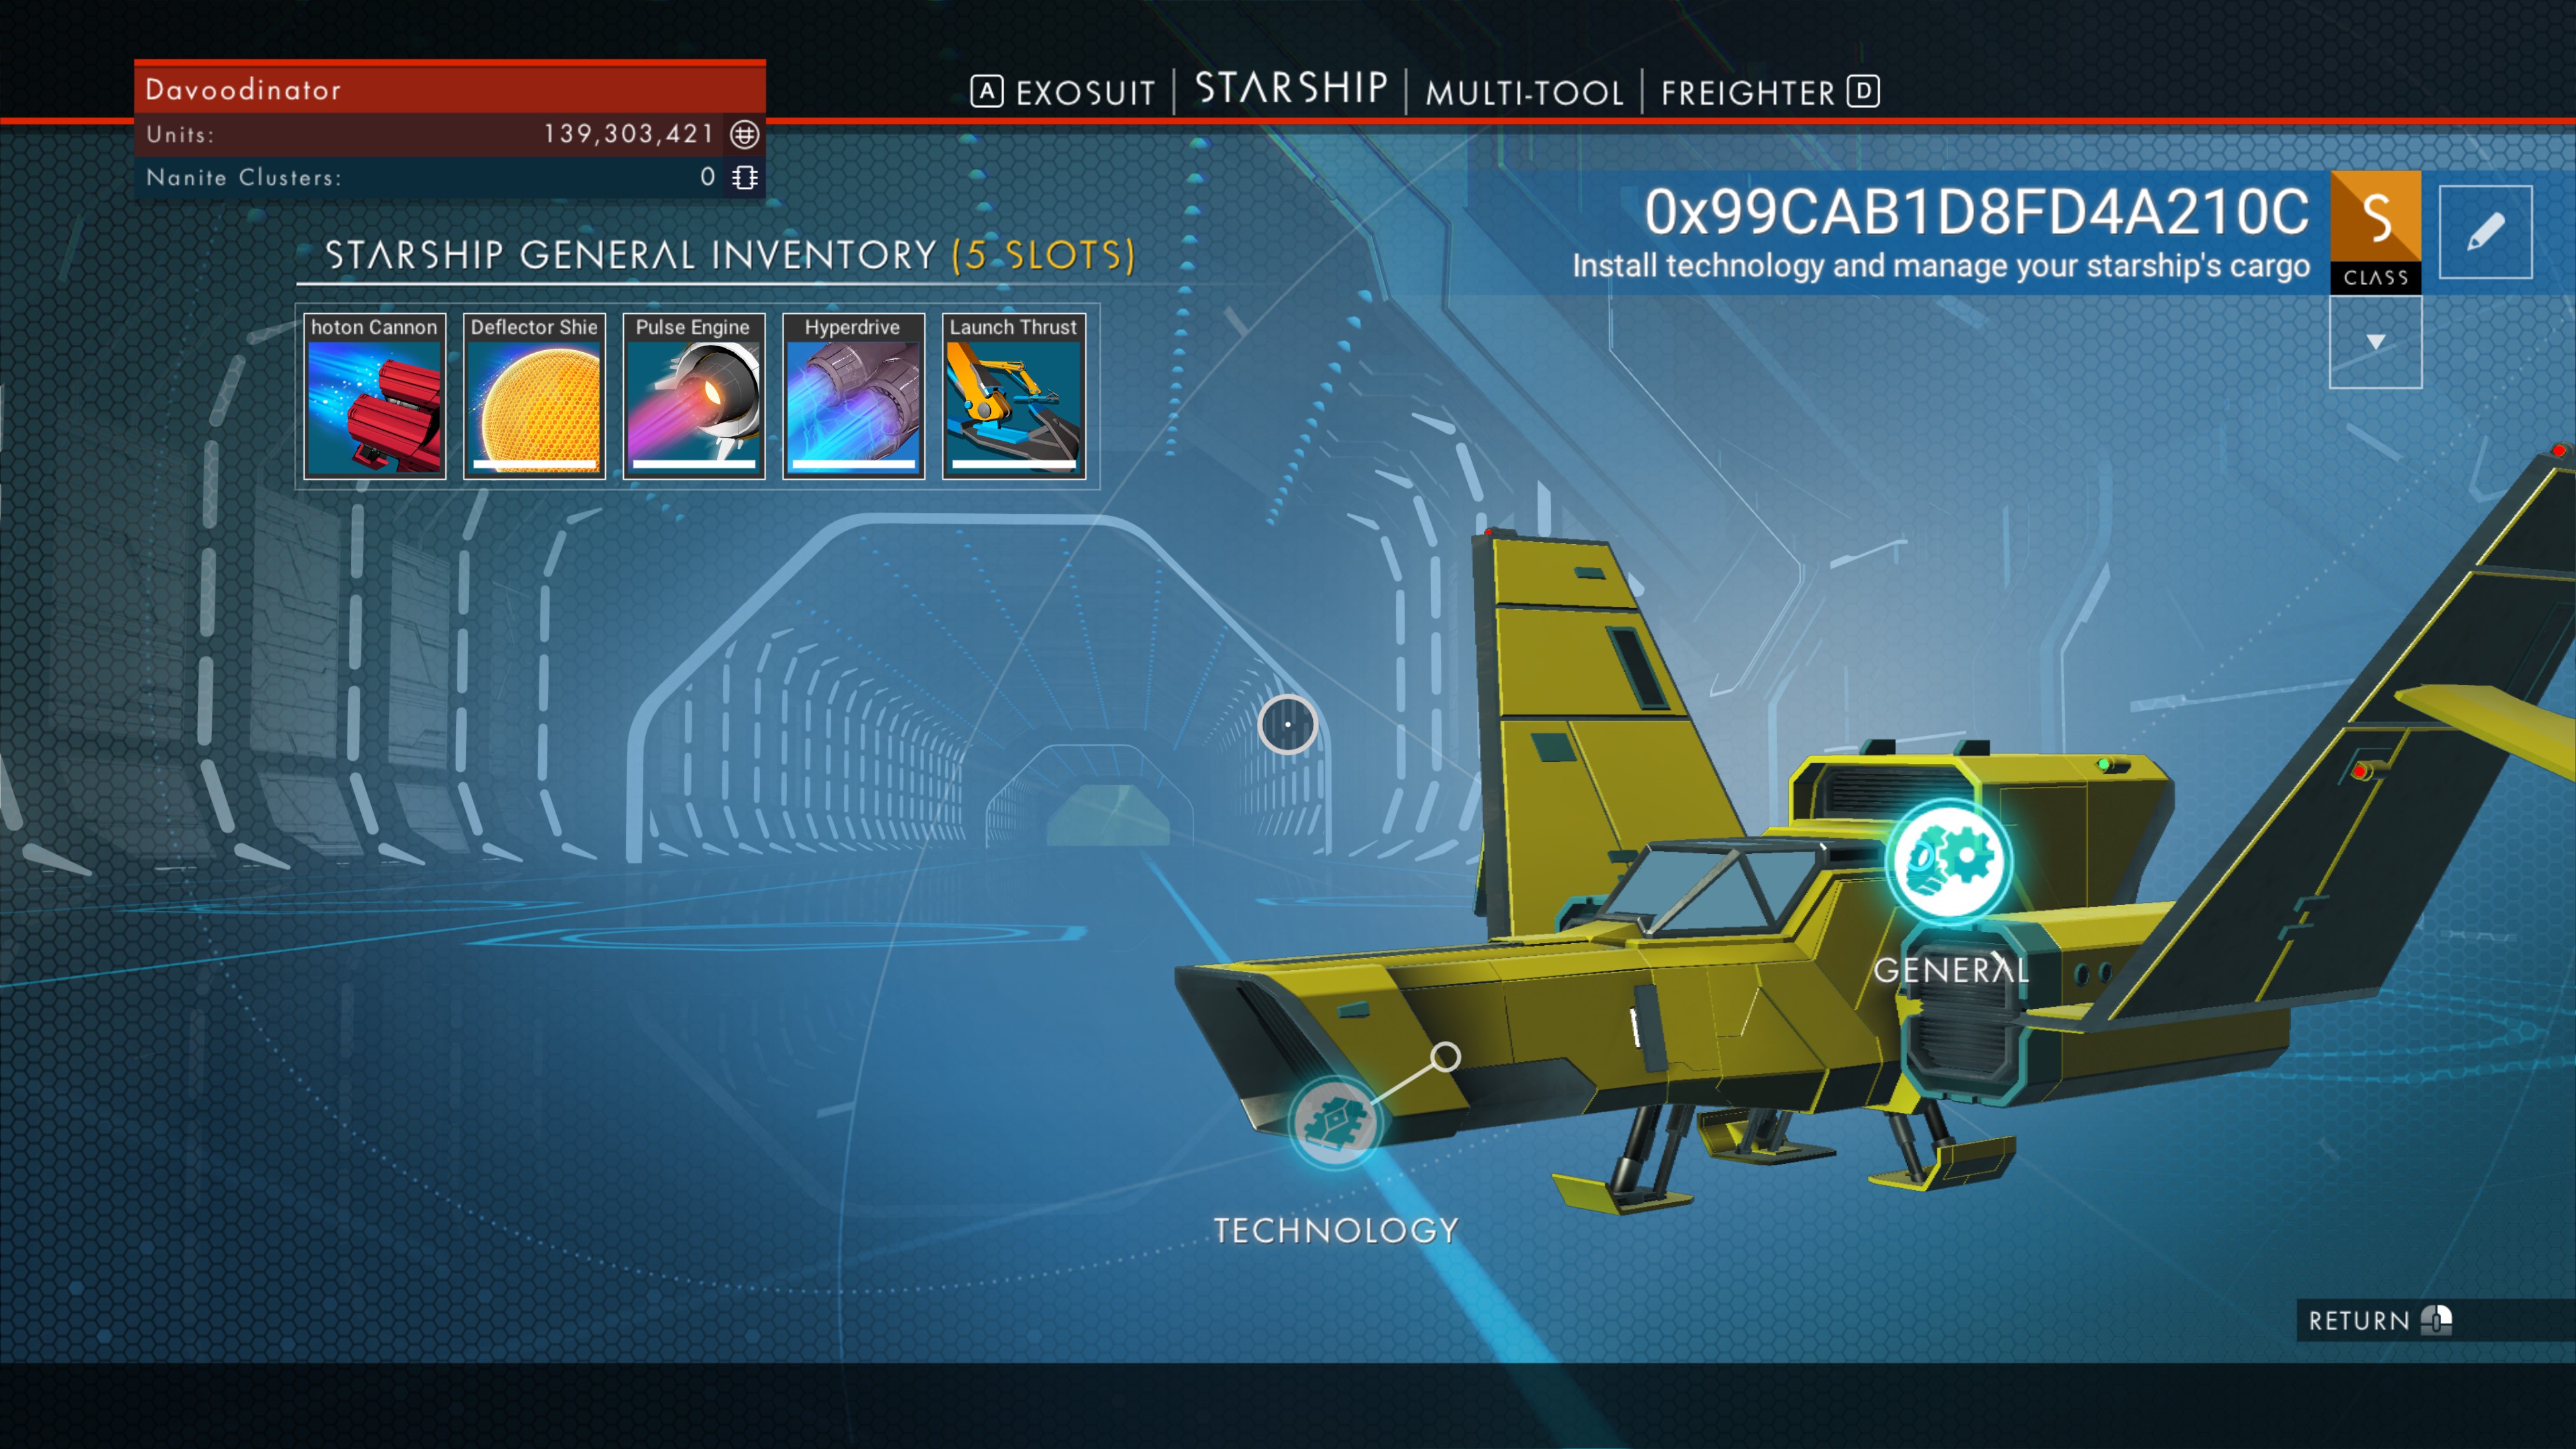 Davoodinator
Units: 139,303,421
Nanite Clusters: 0
A EXOSUIT STARSHIP MULTI-TOOL FREIGHTER D
0x99CAB1D8FD4A210C
Install technology and manage your starship's cargo
S
CLASS
STARSHIP GENERAL INVENTORY (5 SLOTS)
hoton Cannon Deflector Shie Pulse Engine Hyperdrive Launch Thrust
GENERAL
TECHNOLOGY
RETURN